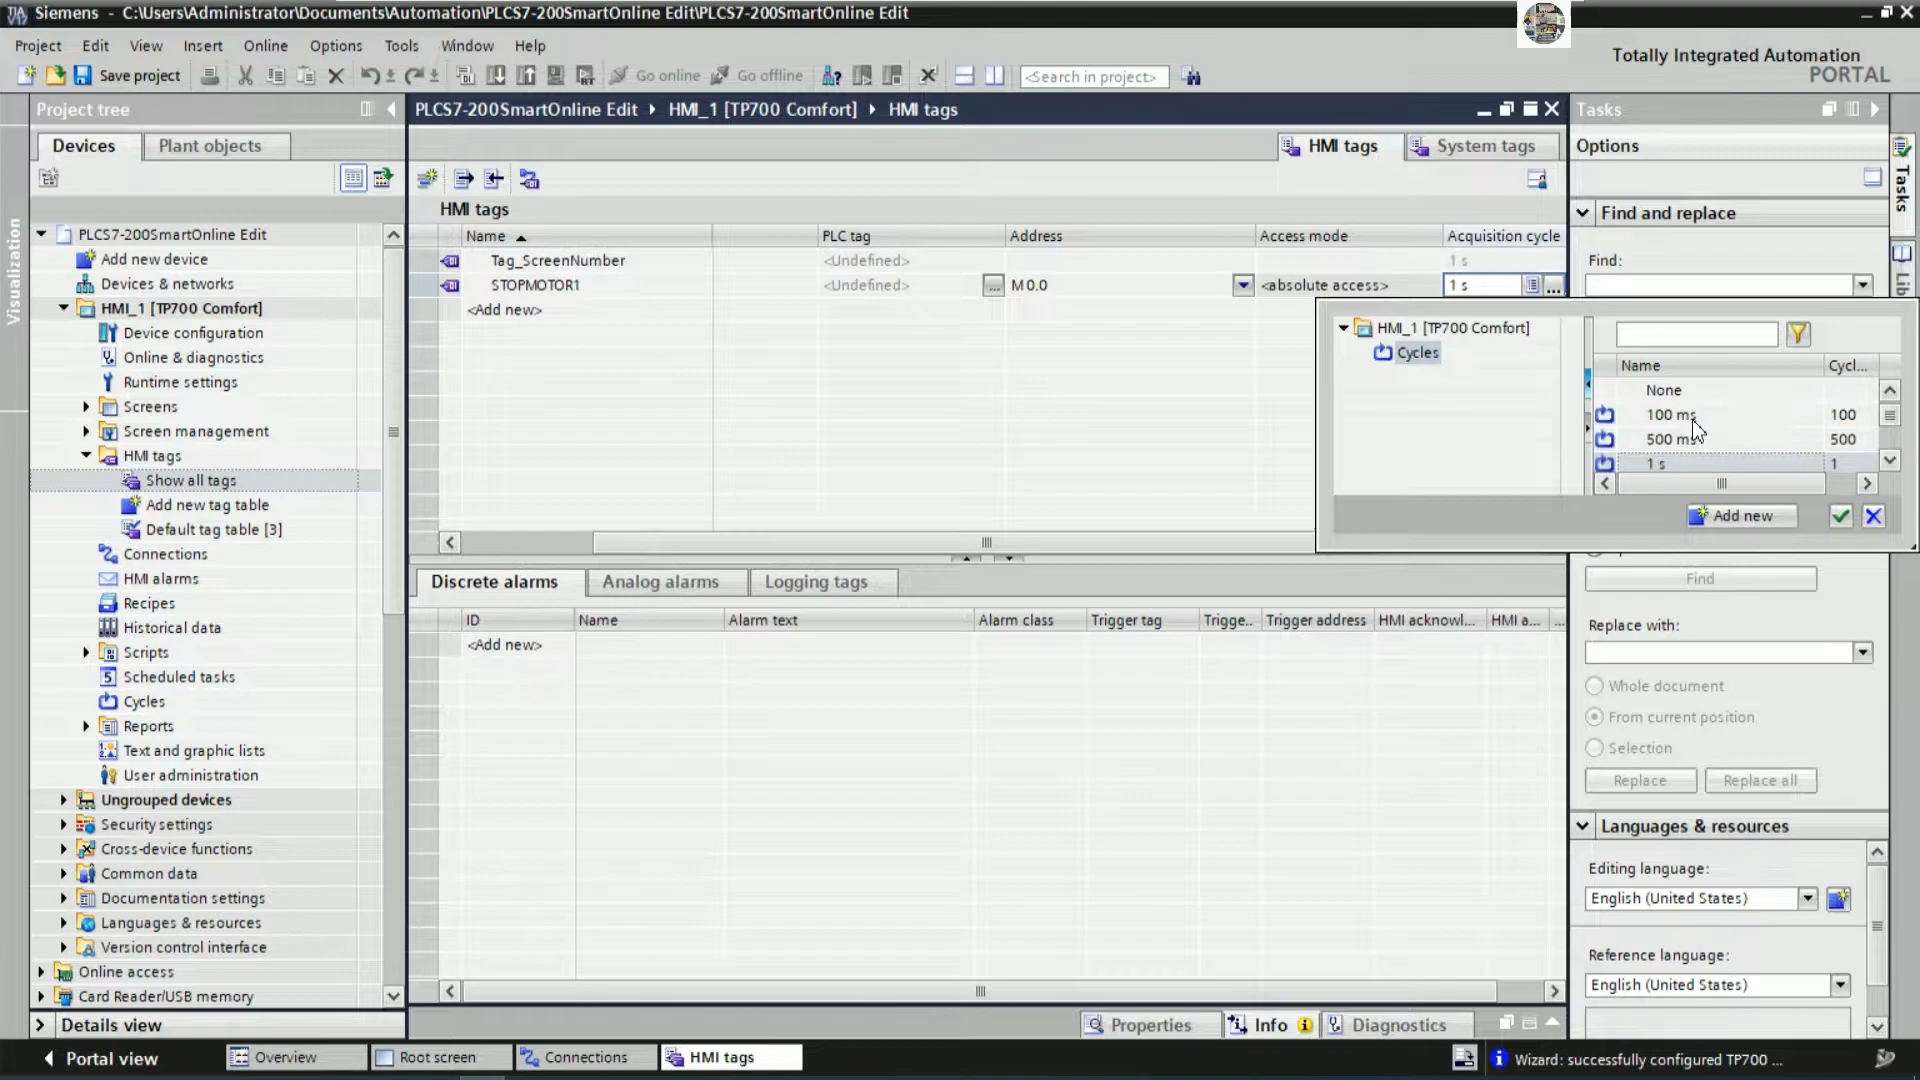 Siemens - C:\Users\Administrator\Documents\Automation\PLCS7-200SmartOnline Edit\PLCS7-200SmartOnline Edit
Project Edit View Insert Online Options Tools Window Help
Totally Integrated Automation
PORTAL
Save project Go online Go offline <Search in project>
Project tree
PLCS7-200SmartOnline Edit HMI_1 [TP700 Comfort] HMI tags
Tasks
Devices Plant objects
HMI tags System tags
Options
HMI tags
Find and replace
Name PLC tag Address Access mode Acquisition cycle
Tag_ScreenNumber <Undefined> 1 s
STOPMOTOR1 <Undefined> ... M 0.0 <absolute access> 1 s ...
<Add new>
Find:
HMI_1 [TP700 Comfort]
Cycles
Name Cycl...
None
100 ms 100
500 ms 500
1 s 1
Add new
Find
Replace with:
Whole document
From current position
Selection
Replace Replace all
Languages & resources
Editing language:
English (United States)
Reference language:
English (United States)
Tasks
Lib
Visualization
PLCS7-200SmartOnline Edit
Add new device
Devices & networks
HMI_1 [TP700 Comfort]
Device configuration
Online & diagnostics
Runtime settings
Screens
Screen management
HMI tags
Show all tags
Add new tag table
Default tag table [3]
Connections
HMI alarms
Recipes
Historical data
Scripts
Scheduled tasks
Cycles
Reports
Text and graphic lists
User administration
Ungrouped devices
Security settings
Cross-device functions
Common data
Documentation settings
Languages & resources
Version control interface
Online access
Card Reader/USB memory
Details view
Discrete alarms Analog alarms Logging tags
ID Name Alarm text Alarm class Trigger tag Trigge.. Trigger address HMI acknowl... HMI a... ...
<Add new>
Properties Info Diagnostics
Portal view Overview Root screen Connections HMI tags
Wizard: successfully configured TP700 ...